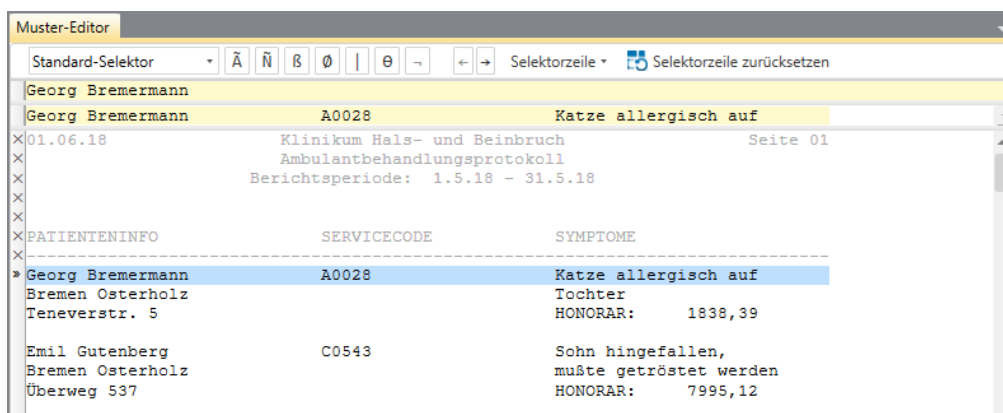 Muster-Editor
Standard-Selektor Ã Ñ ß Ø | Ɵ ¬ ← → Selektorzeile Selektorzeile zurücksetzen
Georg Bremermann
Georg Bremermann A0028 Katze allergisch auf
01.06.18 Klinikum Hals- und Beinbruch Seite 01
Ambulantbehandlungsprotokoll
Berichtsperiode: 1.5.18 - 31.5.18
PATIENTENINFO SERVICECODE SYMPTOME
--------------------------------------------------------------------------------
Georg Bremermann A0028 Katze allergisch auf
Bremen Osterholz Tochter
Teneverstr. 5 HONORAR: 1838,39
Emil Gutenberg C0543 Sohn hingefallen,
Bremen Osterholz mußte getröstet werden
Überweg 537 HONORAR: 7995,12